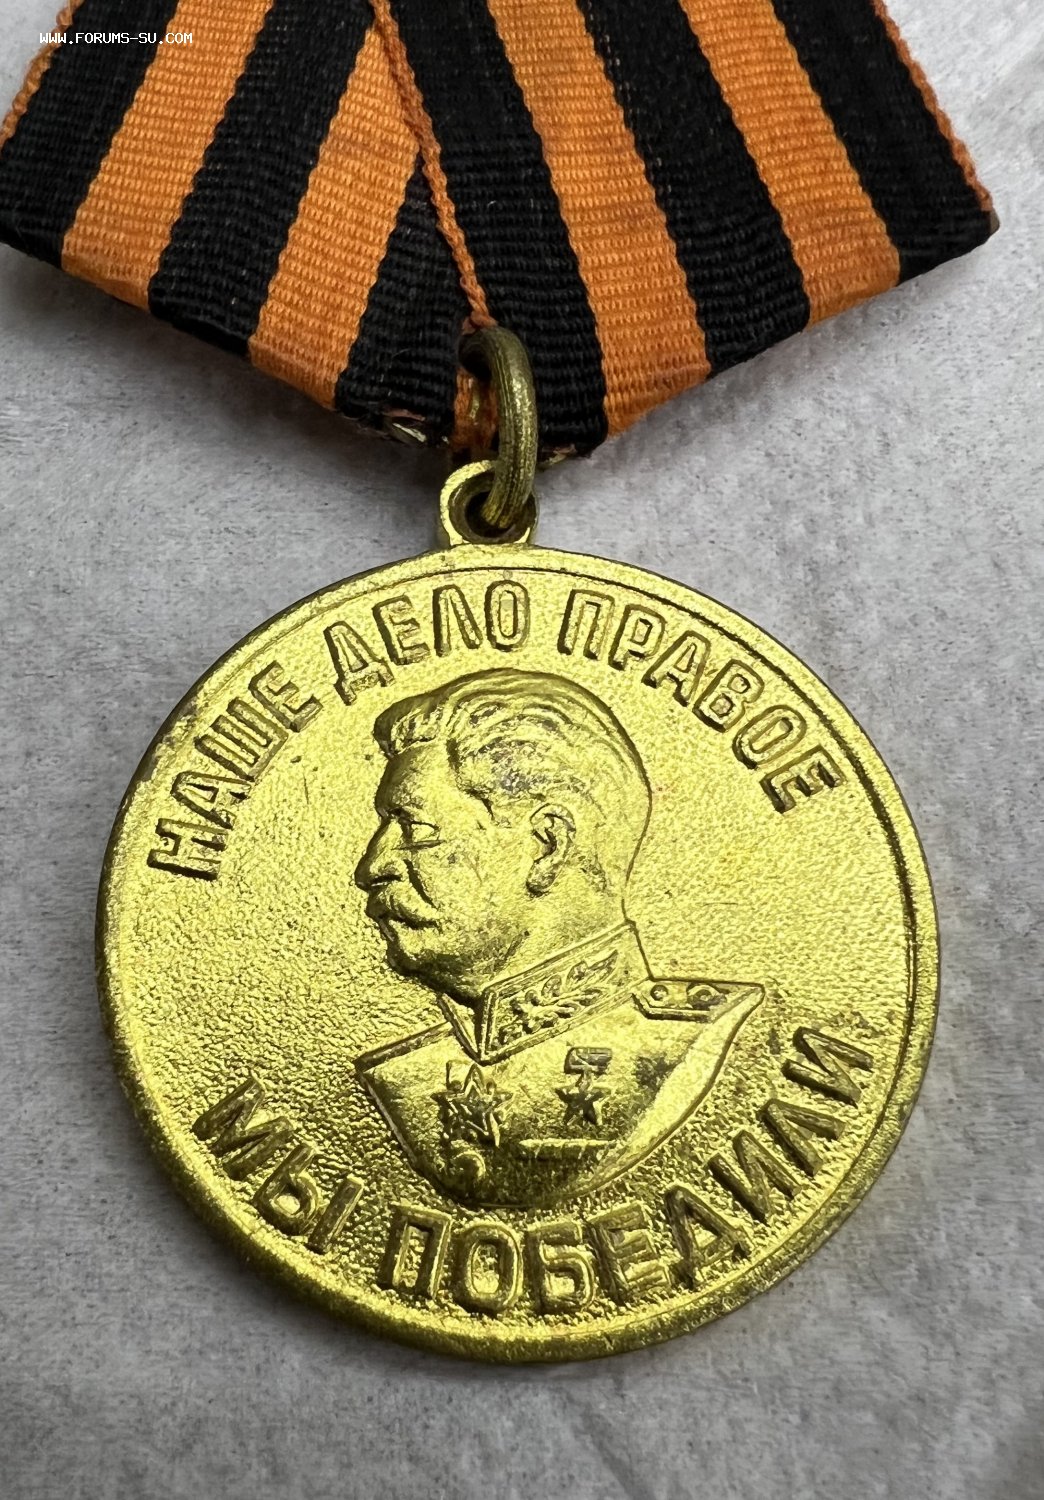 WWW.FORUMS-SU.COM
НАШЕ ДЕЛО ПРАВОЕ
МЫ ПОБЕДИЛИ